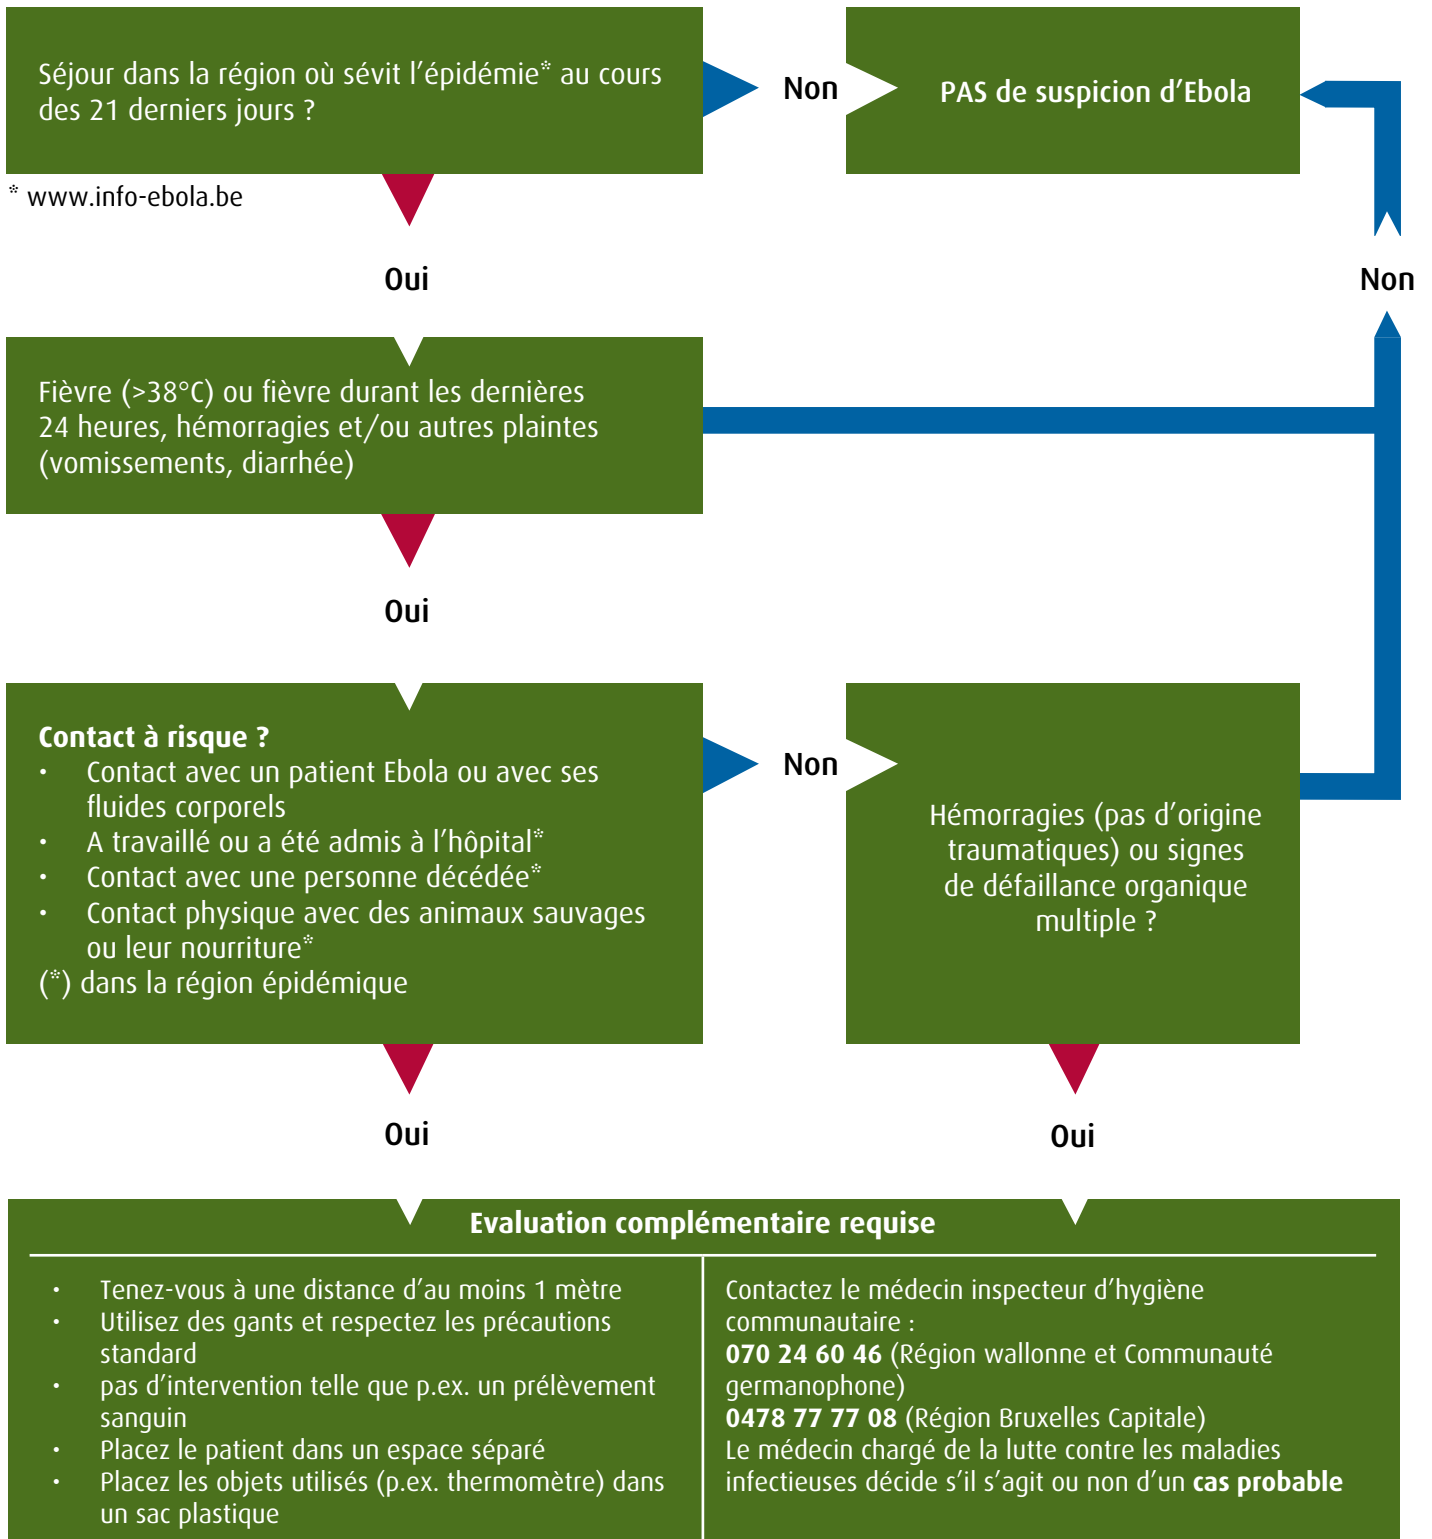 Séjour dans la région où sévit l'épidémie* au cours
des 21 derniers jours ?
Non
PAS de suspicion d'Ebola
* www.info-ebola.be
Oui
Non
Fièvre (>38°C) ou fièvre durant les dernières
24 heures, hémorragies et/ou autres plaintes
(vomissements, diarrhée)
Oui
Contact à risque ?
• Contact avec un patient Ebola ou avec ses
fluides corporels
• A travaillé ou a été admis à l'hôpital*
• Contact avec une personne décédée*
• Contact physique avec des animaux sauvages
ou leur nourriture*
(*) dans la région épidémique
Non
Hémorragies (pas d'origine
traumatiques) ou signes
de défaillance organique
multiple ?
Oui
Oui
Evaluation complémentaire requise
• Tenez-vous à une distance d'au moins 1 mètre
• Utilisez des gants et respectez les précautions
standard
• pas d'intervention telle que p.ex. un prélèvement
sanguin
• Placez le patient dans un espace séparé
• Placez les objets utilisés (p.ex. thermomètre) dans
un sac plastique
Contactez le médecin inspecteur d'hygiène
communautaire :
070 24 60 46 (Région wallonne et Communauté
germanophone)
0478 77 77 08 (Région Bruxelles Capitale)
Le médecin chargé de la lutte contre les maladies
infectieuses décide s'il s'agit ou non d'un cas probable